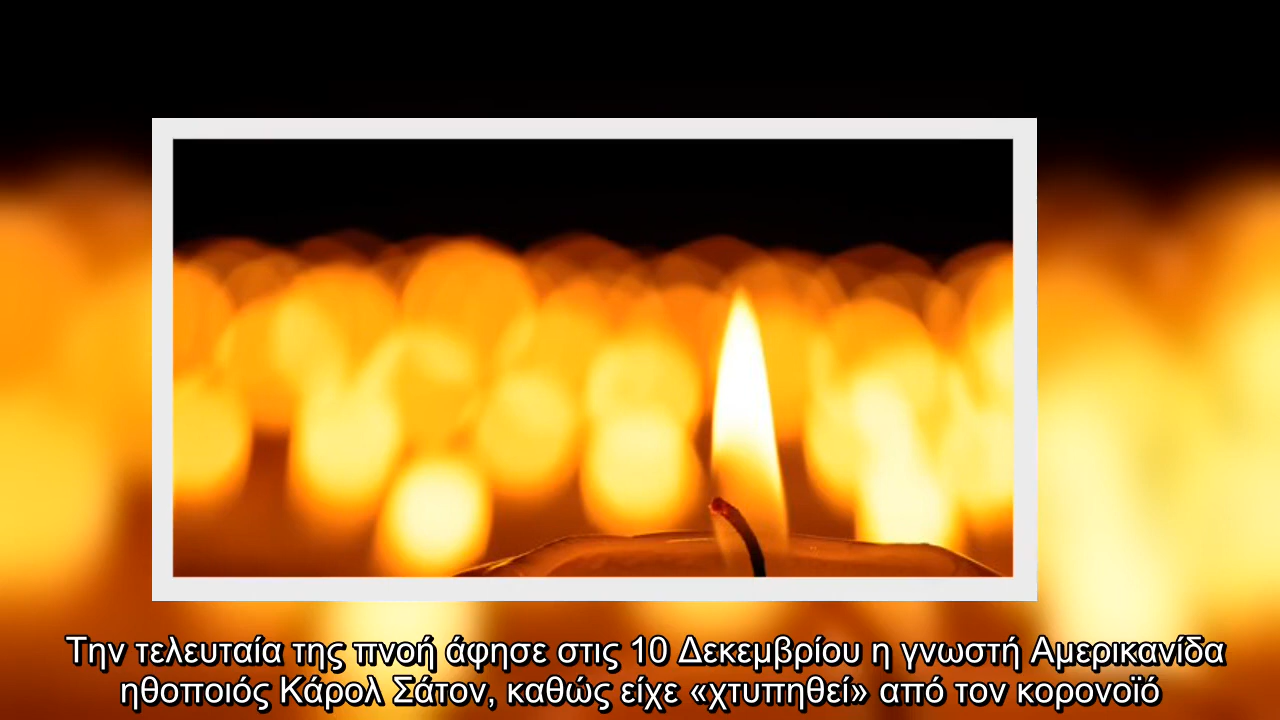 Την τελευταία της πνοή άφησε στις 10 Δεκεμβρίου η γνωστή Αμερικανίδα
ηθοποιός Κάρολ Σάτον, καθώς είχε «χτυπηθεί» από τον κορονοϊό